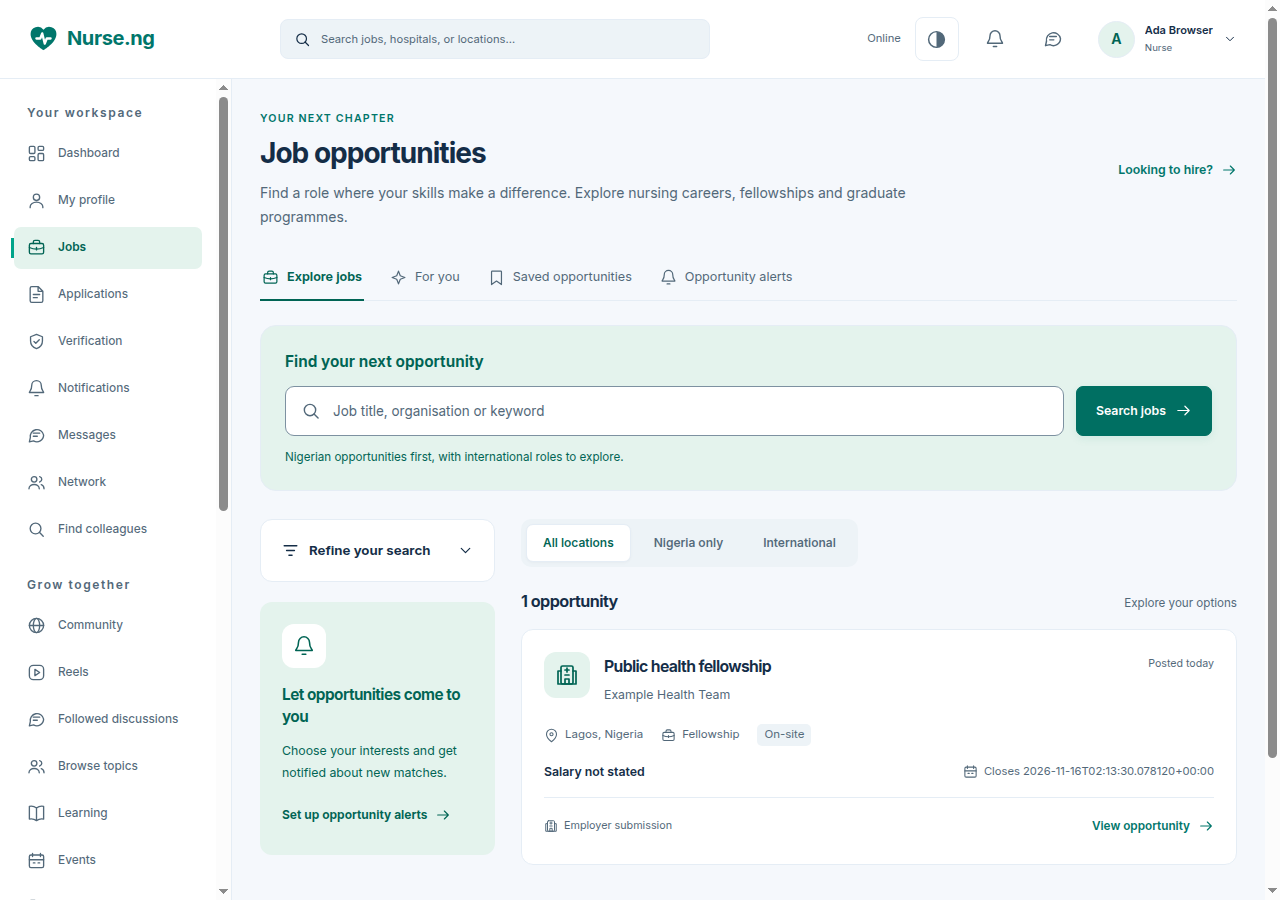 Nurse.ng
Search jobs, hospitals, or locations...
Online
A
Ada Browser
Nurse
Your workspace
Dashboard
My profile
Jobs
Applications
Verification
Notifications
Messages
Network
Find colleagues
Grow together
Community
Reels
Followed discussions
Browse topics
Learning
Events
YOUR NEXT CHAPTER
Job opportunities
Find a role where your skills make a difference. Explore nursing careers, fellowships and graduate
programmes.
Looking to hire?
Explore jobs
For you
Saved opportunities
Opportunity alerts
Find your next opportunity
Job title, organisation or keyword
Search jobs
Nigerian opportunities first, with international roles to explore.
Refine your search
Let opportunities come to
you
Choose your interests and get
notified about new matches.
Set up opportunity alerts
All locations
Nigeria only
International
1 opportunity
Explore your options
Public health fellowship
Posted today
Example Health Team
Lagos, Nigeria
Fellowship
On-site
Salary not stated
Closes 2026-11-16T02:13:30.078120+00:00
Employer submission
View opportunity